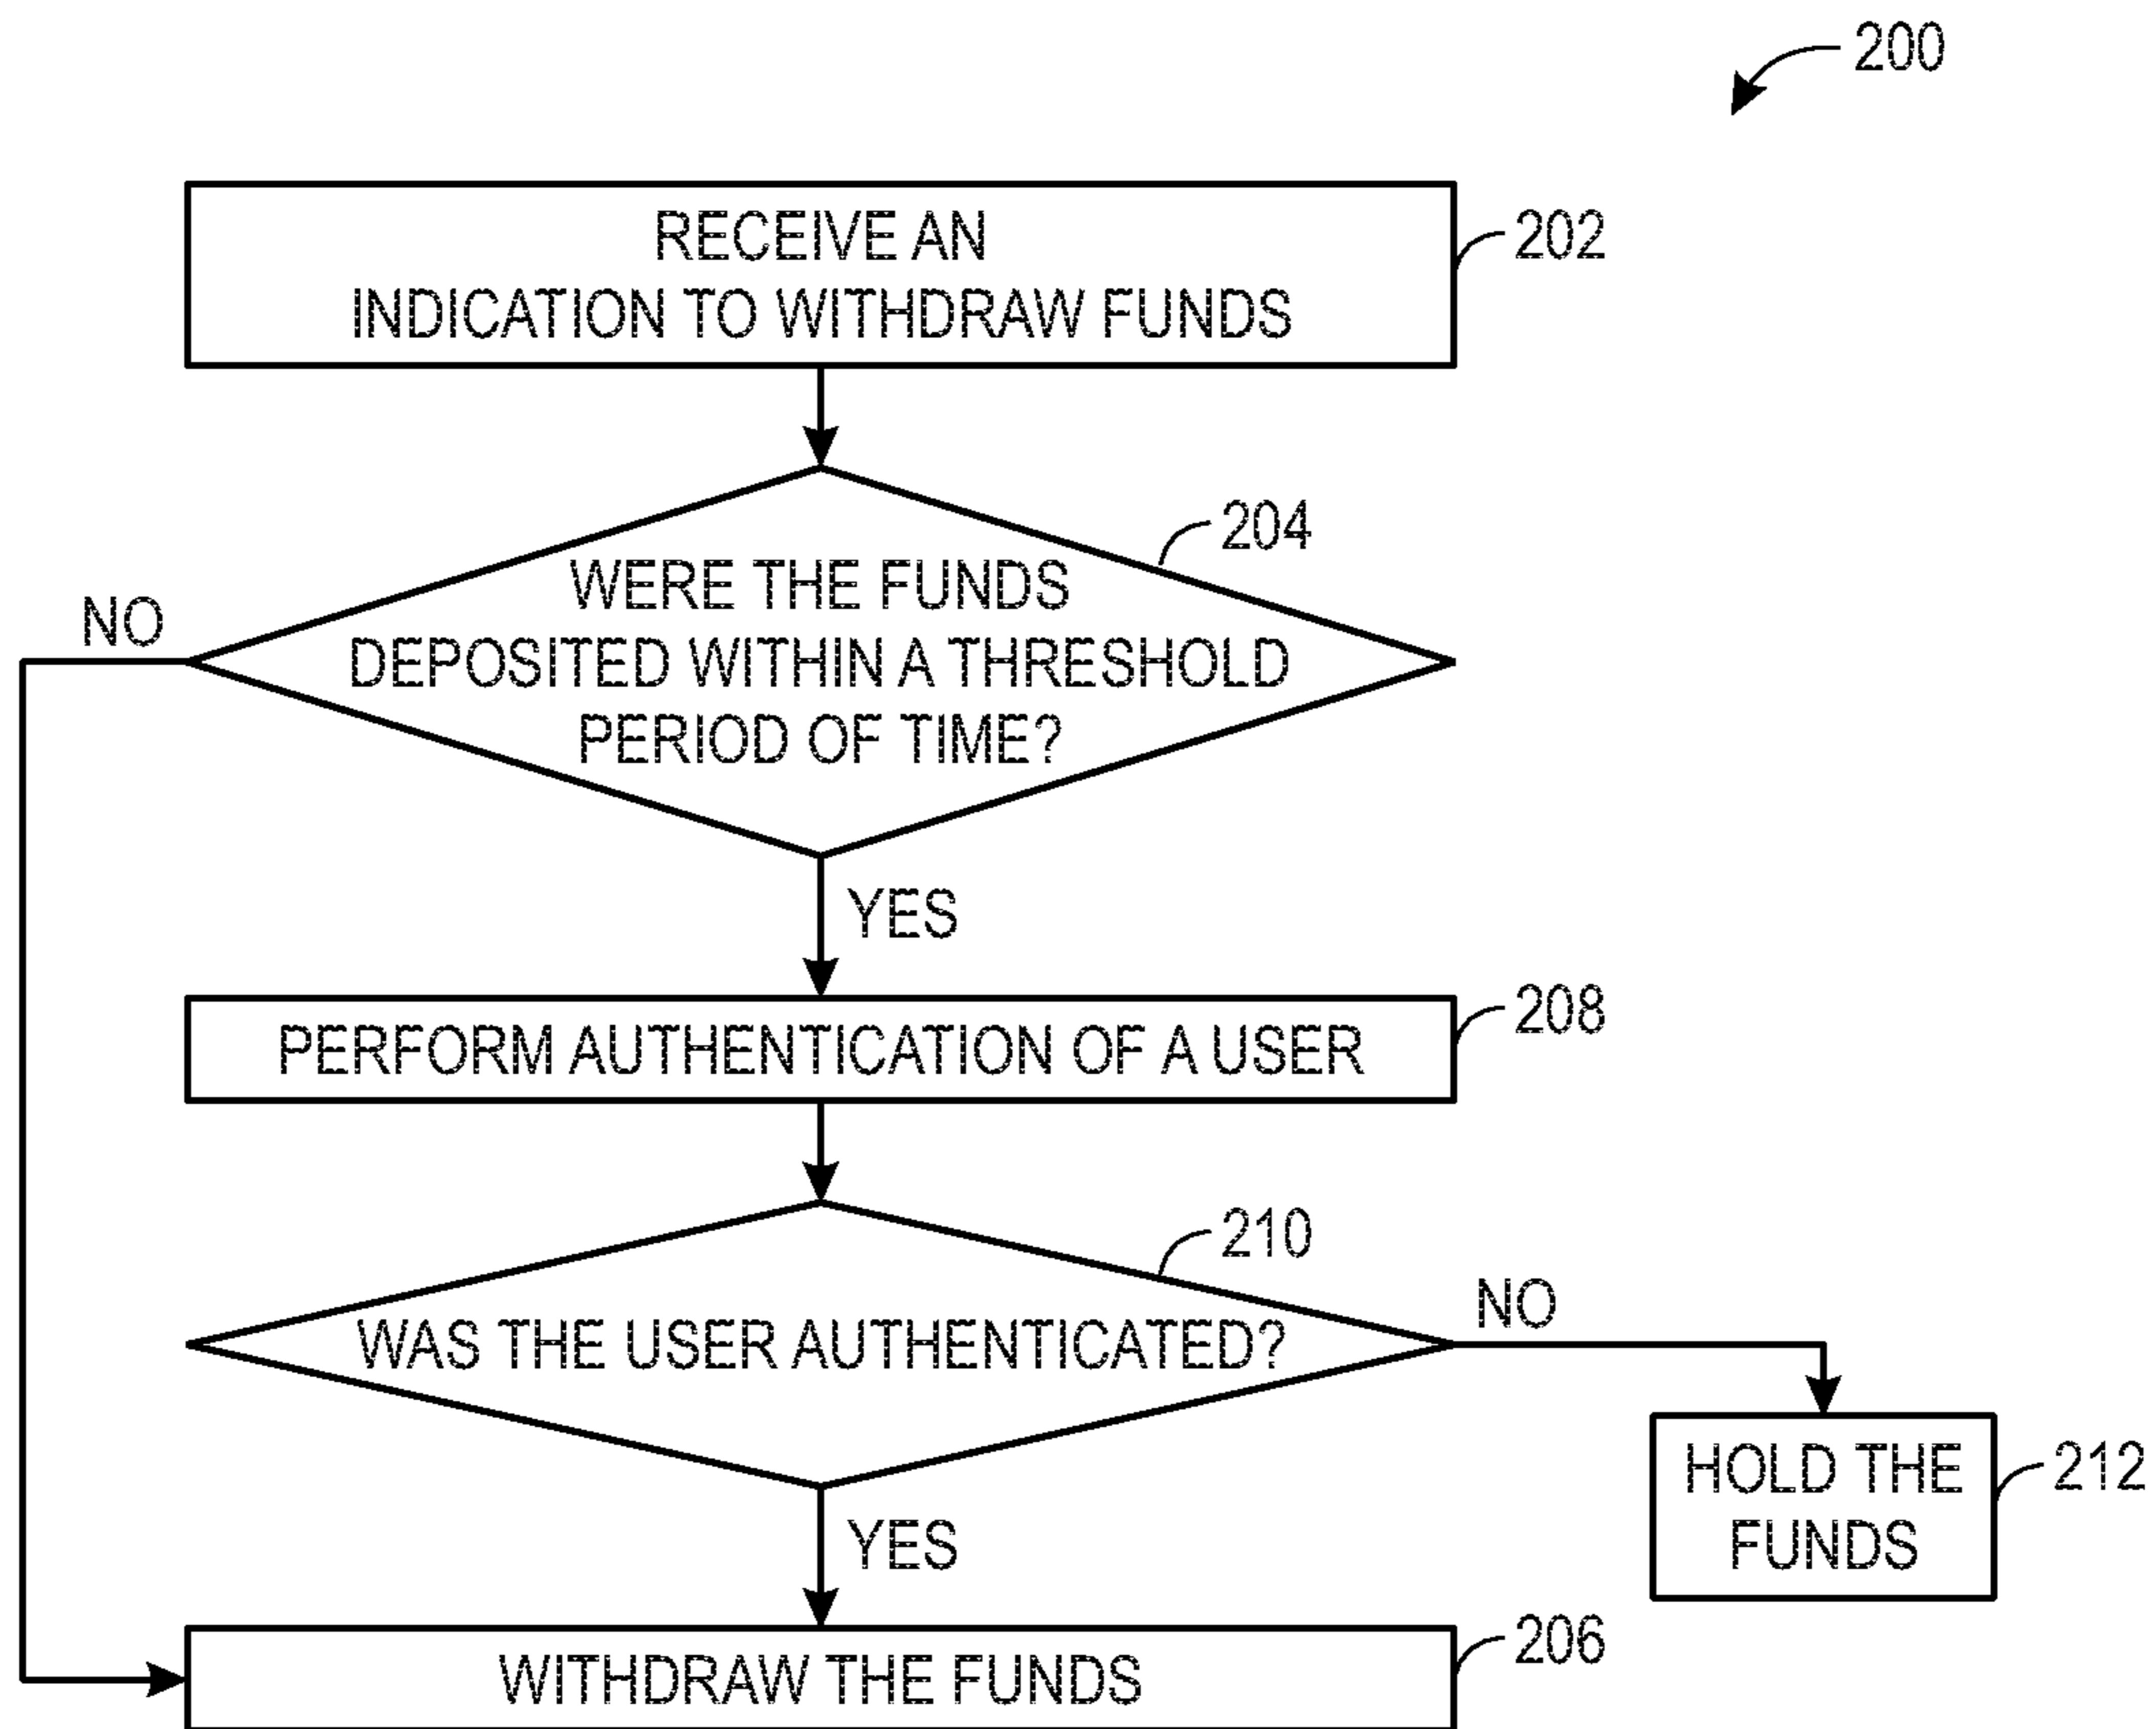 200
RECEIVE AN
INDICATION TO WITHDRAW FUNDS
202
204
WERE THE FUNDS
DEPOSITED WITHIN A THRESHOLD
PERIOD OF TIME?
NO
YES
PERFORM AUTHENTICATION OF A USER
208
210
WAS THE USER AUTHENTICATED?
NO
HOLD THE
FUNDS
212
YES
WITHDRAW THE FUNDS
206